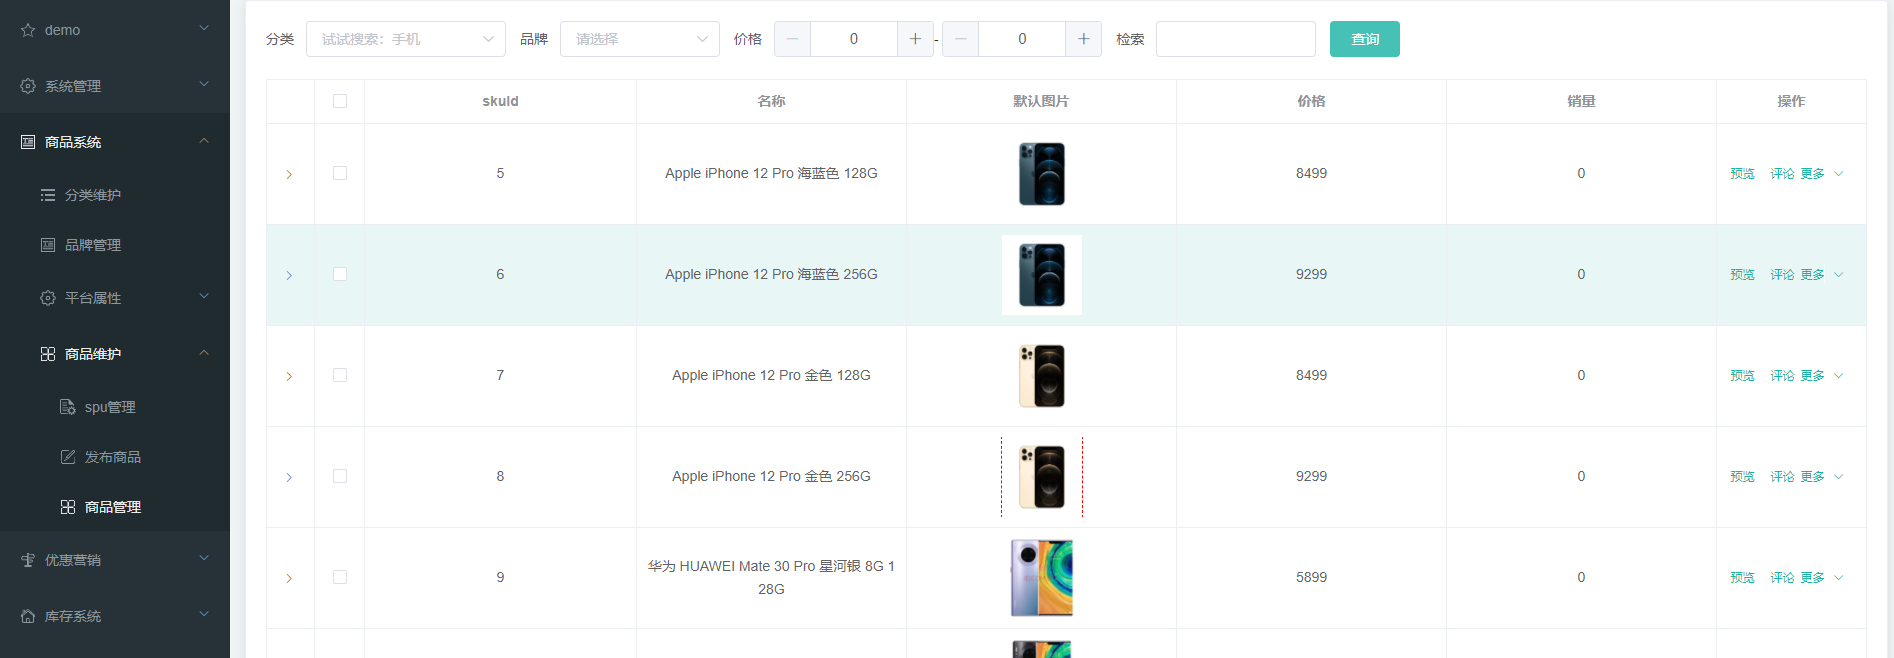 demo
系统管理
商品系统
分类维护
品牌管理
平台属性
商品维护
spu管理
发布商品
商品管理
优惠营销
库存系统
分类 试试搜索：手机 品牌 请选择 价格 0 - 0 检索 查询
skuId 名称 默认图片 价格 销量 操作
5 Apple iPhone 12 Pro 海蓝色 128G 8499 0 预览 评论 更多
6 Apple iPhone 12 Pro 海蓝色 256G 9299 0 预览 评论 更多
7 Apple iPhone 12 Pro 金色 128G 8499 0 预览 评论 更多
8 Apple iPhone 12 Pro 金色 256G 9299 0 预览 评论 更多
9 华为 HUAWEI Mate 30 Pro 星河银 8G 1
28G 5899 0 预览 评论 更多